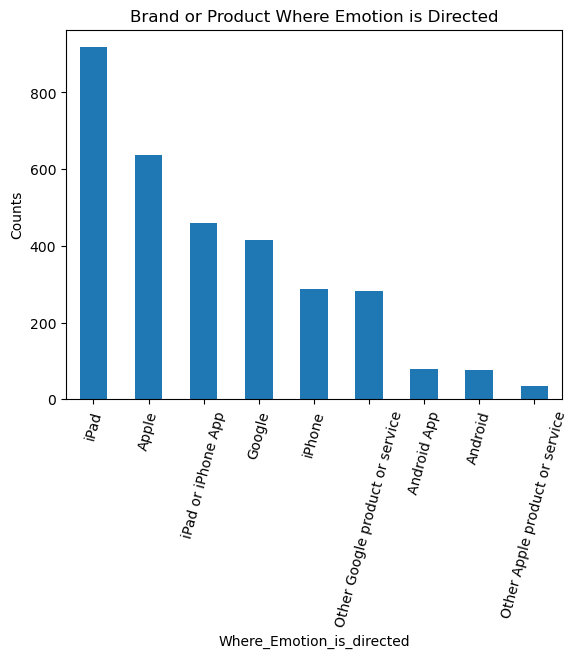 Brand or Product Where Emotion is Directed
Counts
800
600
400
200
0
iPad
Apple
iPad or iPhone App
Google
iPhone
Other Google product or service
Android App
Android
Other Apple product or service
Where_Emotion_is_directed